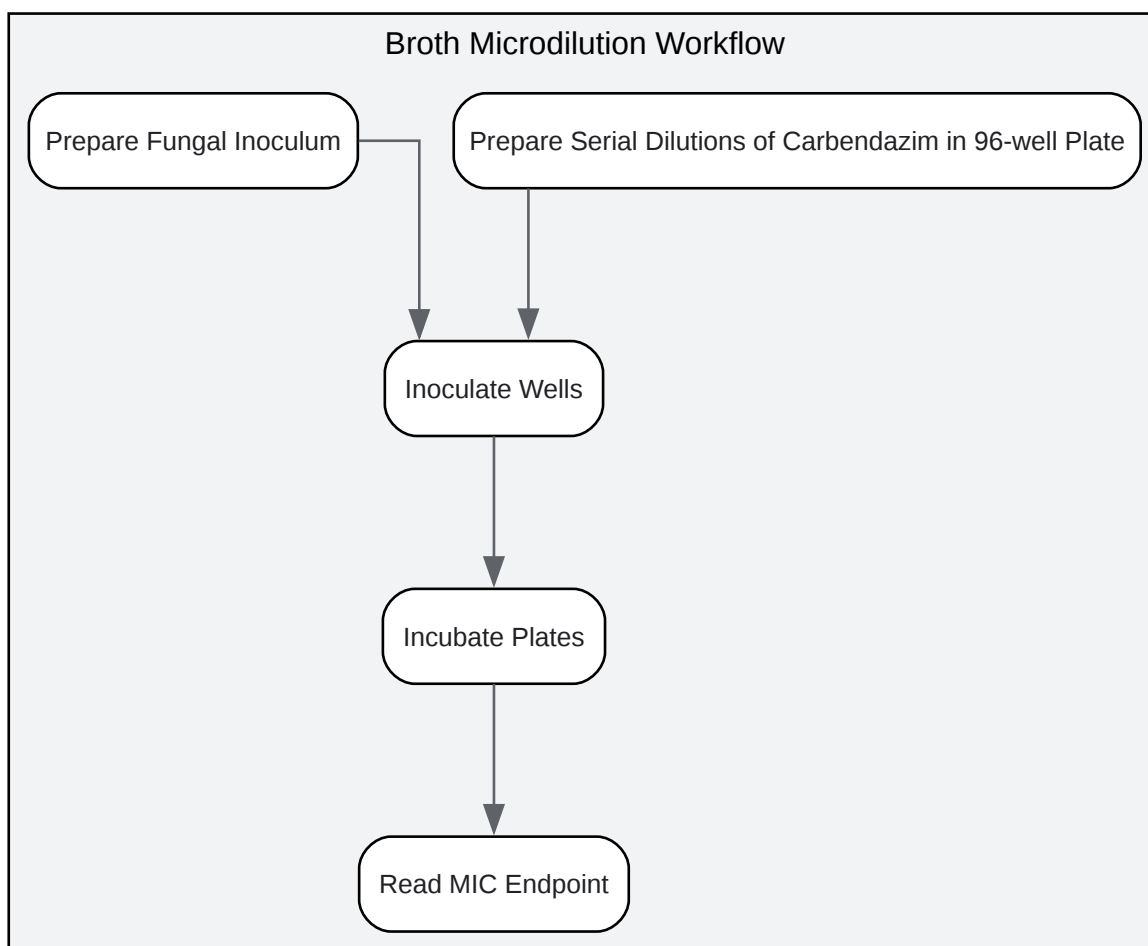 Broth Microdilution Workflow
Prepare Fungal Inoculum
Prepare Serial Dilutions of Carbendazim in 96-well Plate
Inoculate Wells
Incubate Plates
Read MIC Endpoint